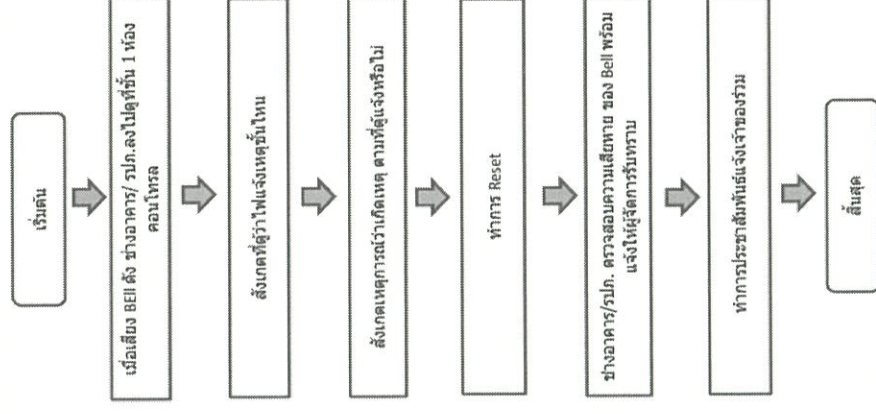 เริ่มต้น
เมื่อเสียง BEll ดัง ช่างอาคาร/ รปภ.ลงไปดูที่ชั้น 1 ห้อง
คอนโทรล
สังเกตที่ตู้ว่าไฟแจ้งเหตุชั้นไหน
สังเกตเหตุการณ์ว่าเกิดเหตุ ตามที่ตู้แจ้งหรือไม่
ทำการ Reset
ช่างอาคาร/รปภ. ตรวจสอบความเสียหาย ของ Bell พร้อม
แจ้งให้ผู้จัดการรับทราบ
ทำการประชาสัมพันธ์แจ้งเจ้าของร่วม
สิ้นสุด